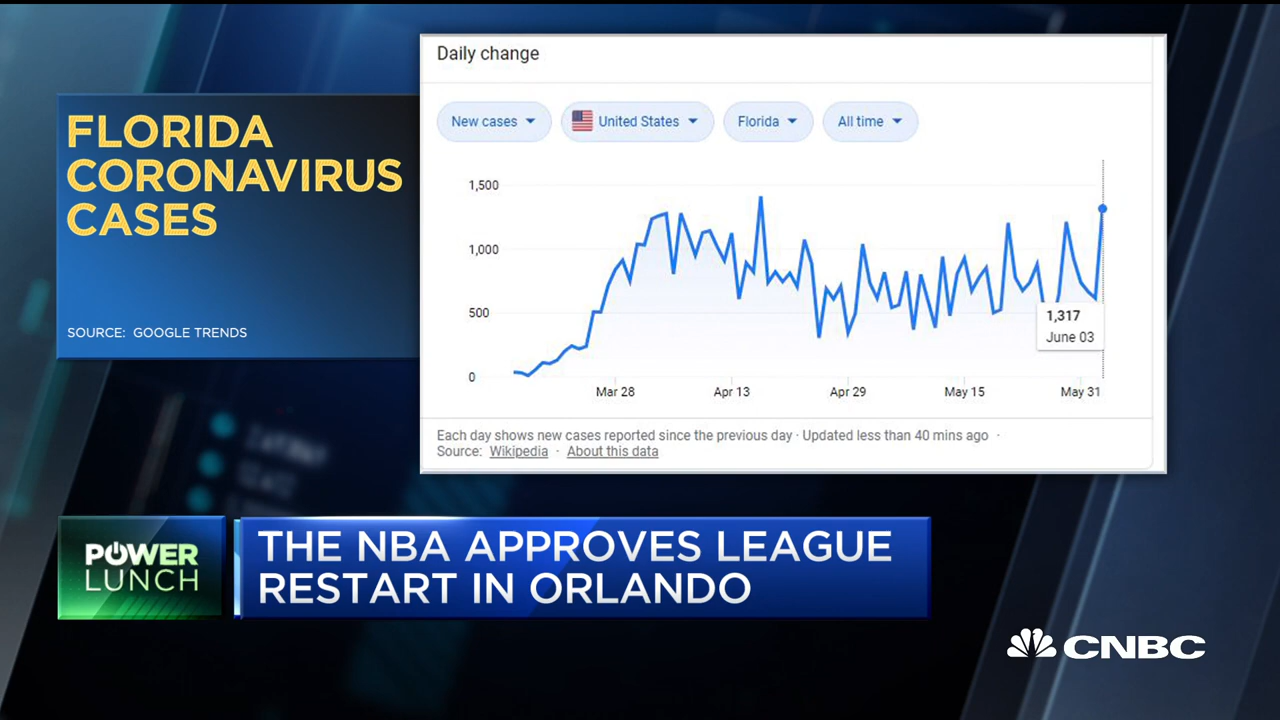 Daily change
FLORIDA
CORONAVIRUS
CASES
SOURCE: GOOGLE TRENDS
New cases
United States
Florida
All time
1,500
1,000
500
0
1,317
June 03
Mar 28
Apr 13
Apr 29
May 15
May 31
Each day shows new cases reported since the previous day · Updated less than 40 mins ago ·
Source: Wikipedia · About this data
POWER
LUNCH
THE NBA APPROVES LEAGUE
RESTART IN ORLANDO
CNBC